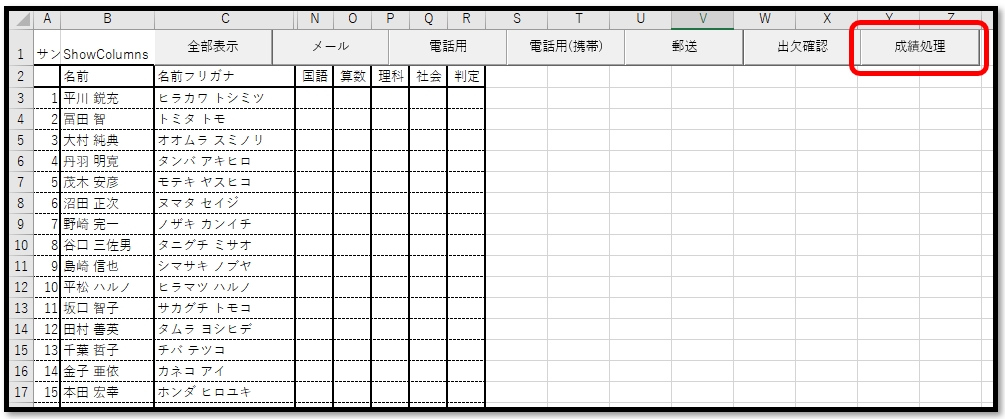 A B C N O P Q R S T U V W X Y Z
1 サン ShowColumns 全部表示 メール 電話用 電話用(携帯) 郵送 出欠確認 成績処理
2 名前 名前フリガナ 国語 算数 理科 社会 判定
3 1 平川 鋭充 ヒラカワ トシミツ
4 2 冨田 智 トミタ トモ
5 3 大村 純典 オオムラ スミノリ
6 4 丹羽 明寛 タンバ アキヒロ
7 5 茂木 安彦 モテキ ヤスヒコ
8 6 沼田 正次 ヌマタ セイジ
9 7 野崎 完一 ノザキ カンイチ
10 8 谷口 三佐男 タニグチ ミサオ
11 9 島崎 信也 シマサキ ノブヤ
12 10 平松 ハルノ ヒラマツ ハルノ
13 11 坂口 智子 サカグチ トモコ
14 12 田村 善英 タムラ ヨシヒデ
15 13 千葉 哲子 チバ テツコ
16 14 金子 亜依 カネコ アイ
17 15 本田 宏幸 ホンダ ヒロユキ